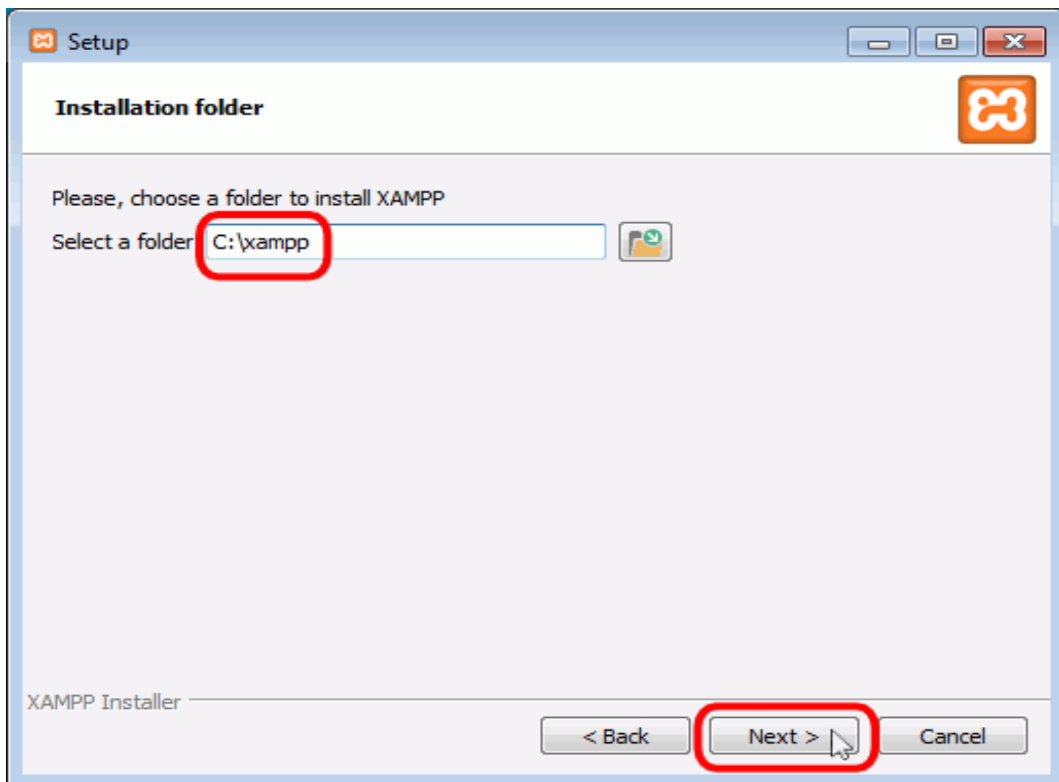 Setup
Installation folder
Please, choose a folder to install XAMPP
Select a folder C:\xampp
XAMPP Installer
< Back Next > Cancel